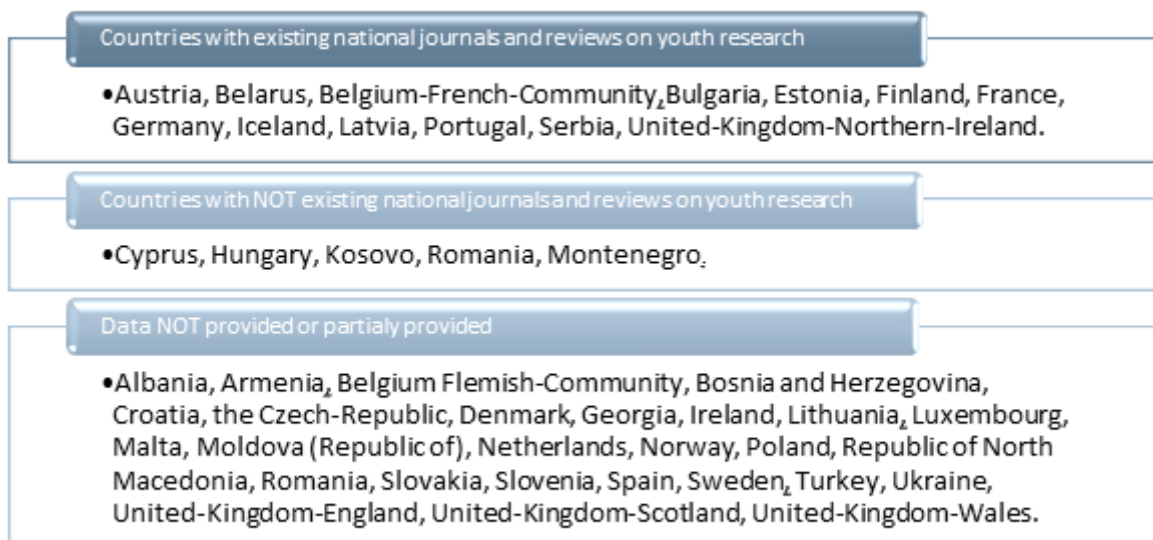 Countries with existing national journals and reviews on youth research
•Austria, Belarus, Belgium-French-Community,Bulgaria, Estonia, Finland, France,
Germany, Iceland, Latvia, Portugal, Serbia, United-Kingdom-Northern-Ireland.
Countries with NOT existing national journals and reviews on youth research
•Cyprus, Hungary, Kosovo, Romania, Montenegro.
Data NOT provided or partialy provided
•Albania, Armenia, Belgium Flemish-Community, Bosnia and Herzegovina,
Croatia, the Czech-Republic, Denmark, Georgia, Ireland, Lithuania, Luxembourg,
Malta, Moldova (Republic of), Netherlands, Norway, Poland, Republic of North
Macedonia, Romania, Slovakia, Slovenia, Spain, Sweden, Turkey, Ukraine,
United-Kingdom-England, United-Kingdom-Scotland, United-Kingdom-Wales.